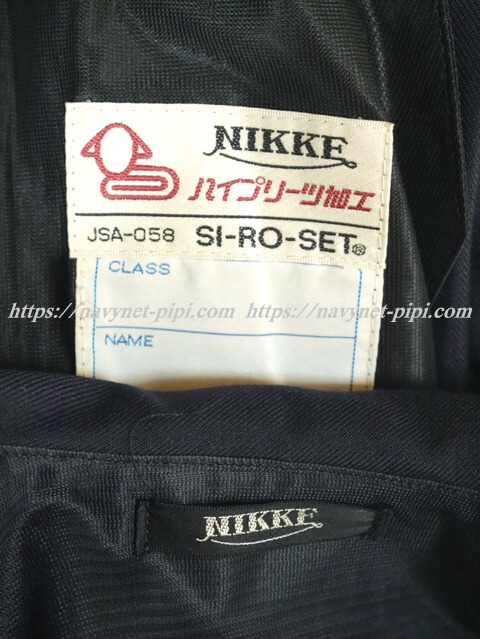 NIKKE
ハイプリーツ加工
JSA-058 SI-RO-SET®
CLASS
https://navynet-pipi.com https://navynet-pipi.com
NAME
NIKKE